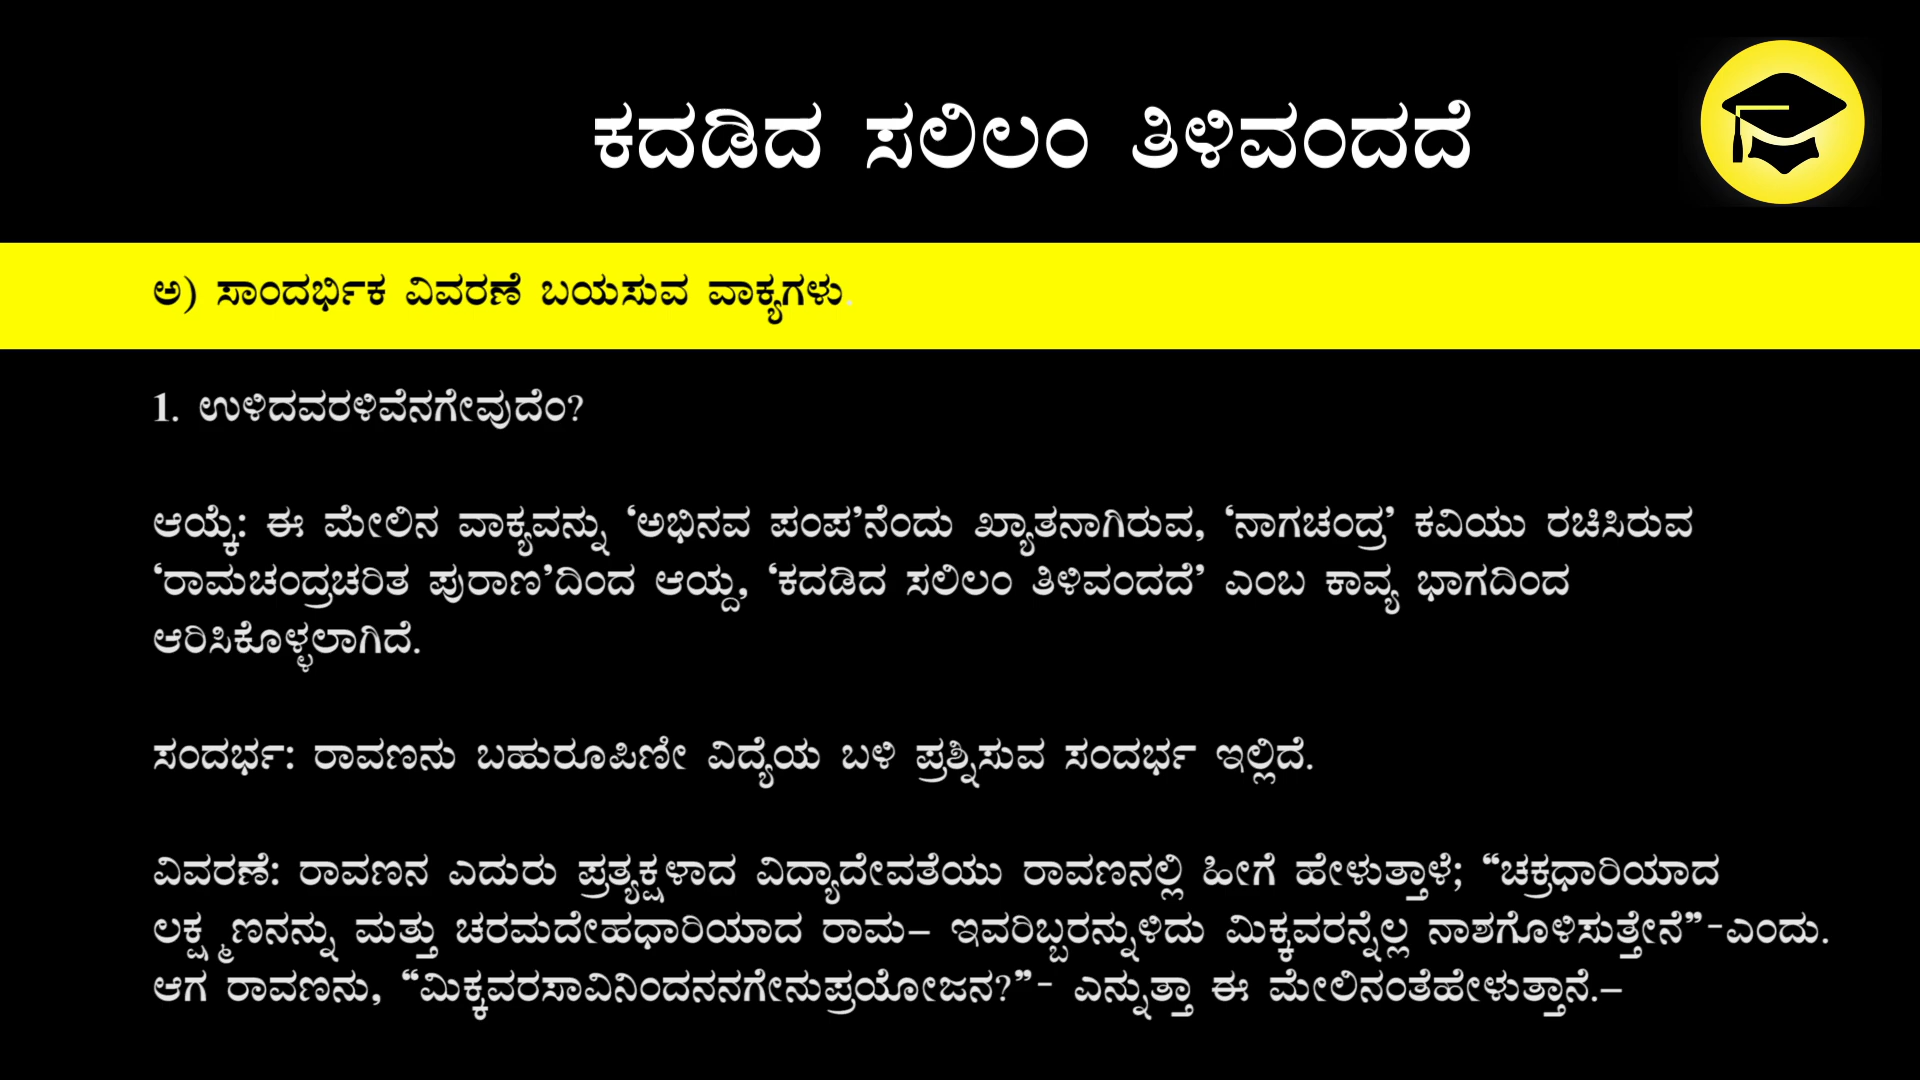 ಕದಡಿದ ಸಲಿಲಂ ತಿಳಿವಂದದೆ
ಅ) ಸಾಂದರ್ಭಿಕ ವಿವರಣೆ ಬಯಸುವ ವಾಕ್ಯಗಳು.
1. ಉಳಿದವರಳಿವೆನಗೇವುದೆಂ?
ಆಯ್ಕೆ: ಈ ಮೇಲಿನ ವಾಕ್ಯವನ್ನು ‘ಅಭಿನವ ಪಂಪ’ನೆಂದು ಖ್ಯಾತನಾಗಿರುವ, ‘ನಾಗಚಂದ್ರ’ ಕವಿಯು ರಚಿಸಿರುವ
‘ರಾಮಚಂದ್ರಚರಿತ ಪುರಾಣ’ದಿಂದ ಆಯ್ದ, ‘ಕದಡಿದ ಸಲಿಲಂ ತಿಳಿವಂದದೆ’ ಎಂಬ ಕಾವ್ಯ ಭಾಗದಿಂದ
ಆರಿಸಿಕೊಳ್ಳಲಾಗಿದೆ.
ಸಂದರ್ಭ: ರಾವಣನು ಬಹುರೂಪಿಣೀ ವಿದ್ಯೆಯ ಬಳಿ ಪ್ರಶ್ನಿಸುವ ಸಂದರ್ಭ ಇಲ್ಲಿದೆ.
ವಿವರಣೆ: ರಾವಣನ ಎದುರು ಪ್ರತ್ಯಕ್ಷಳಾದ ವಿದ್ಯಾದೇವತೆಯು ರಾವಣನಲ್ಲಿ ಹೀಗೆ ಹೇಳುತ್ತಾಳೆ; “ಚಕ್ರಧಾರಿಯಾದ
ಲಕ್ಷ್ಮಣನನ್ನು ಮತ್ತು ಚರಮದೇಹಧಾರಿಯಾದ ರಾಮ– ಇವರಿಬ್ಬರನ್ನುಳಿದು ಮಿಕ್ಕವರನ್ನೆಲ್ಲ ನಾಶಗೊಳಿಸುತ್ತೇನೆ”-ಎಂದು.
ಆಗ ರಾವಣನು, “ಮಿಕ್ಕವರಸಾವಿನಿಂದನನಗೇನುಪ್ರಯೋಜನ?”- ಎನ್ನುತ್ತಾ ಈ ಮೇಲಿನಂತೆಹೇಳುತ್ತಾನೆ.–